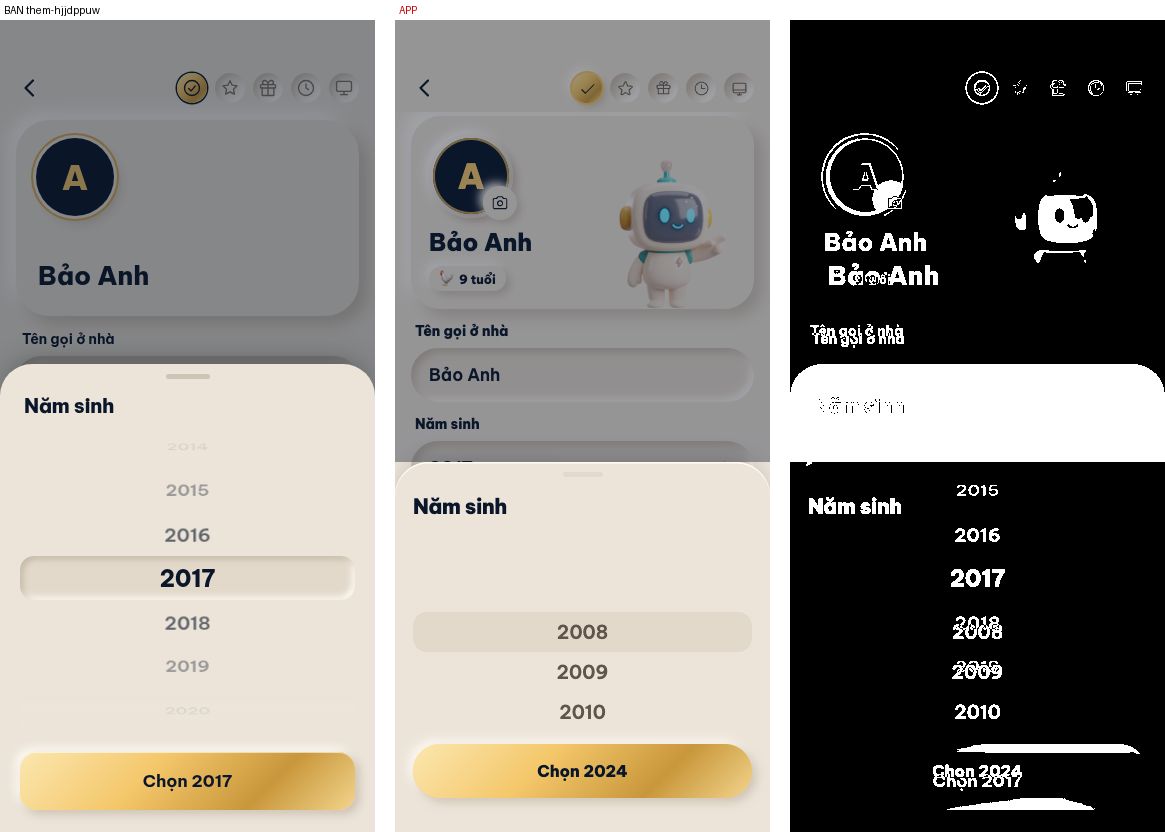 BAN them-hjjdppuw
A
Bảo Anh
Tên gọi ở nhà
Năm sinh
2014
2015
2016
2017
2018
2019
2020
Chọn 2017
APP
A
Bảo Anh
9 tuổi
Tên gọi ở nhà
Bảo Anh
Năm sinh
Năm sinh
2008
2009
2010
Chọn 2024
A
Bảo Anh
Bảo Anh
Tên gọi ở nhà
Tên gọi ở nhà
Năm sinh
2015
Năm sinh
2016
2017
2018
2008
2009
2010
Chọn 2024
Chọn 2017